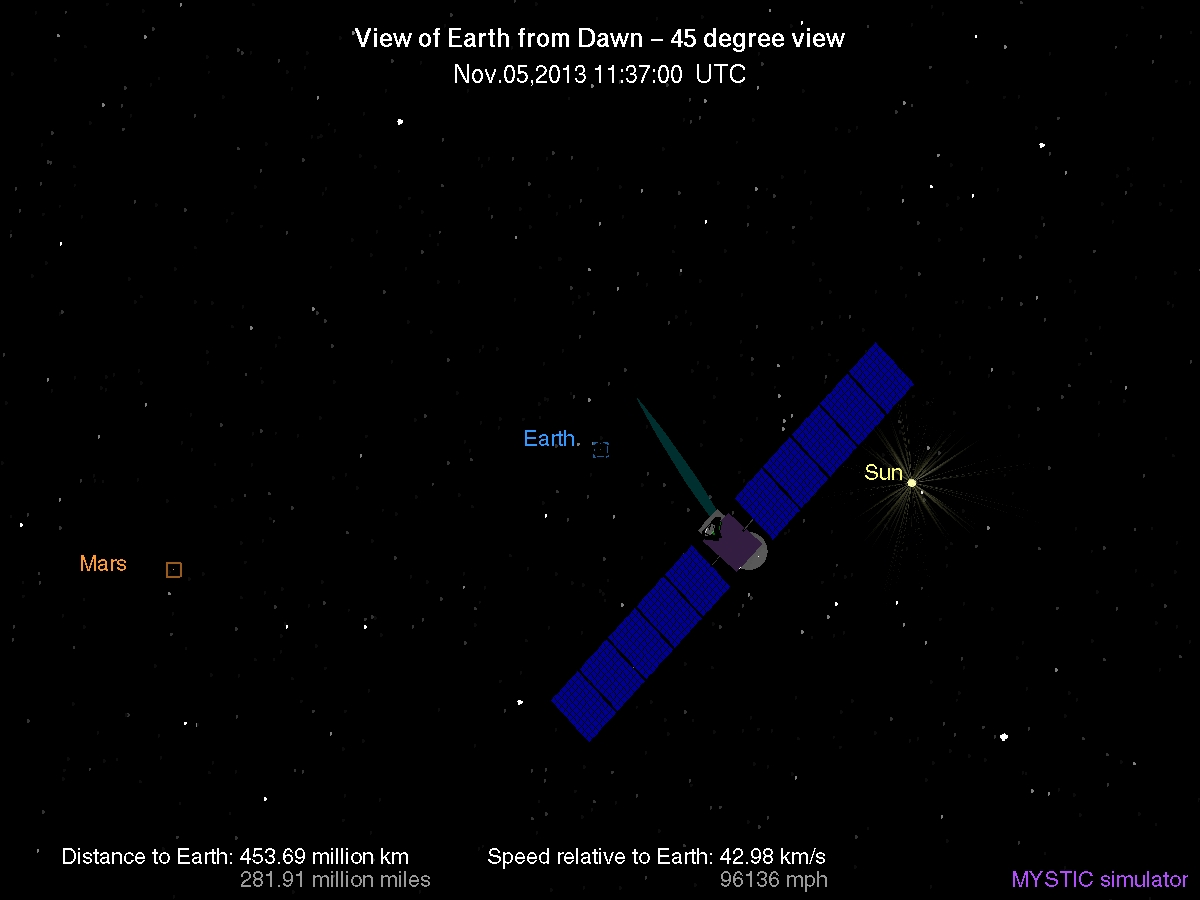 View of Earth from Dawn – 45 degree view
Nov.05,2013 11:37:00 UTC
Earth
Sun
Mars
Distance to Earth: 453.69 million km
281.91 million miles
Speed relative to Earth: 42.98 km/s
96136 mph
MYSTIC simulator